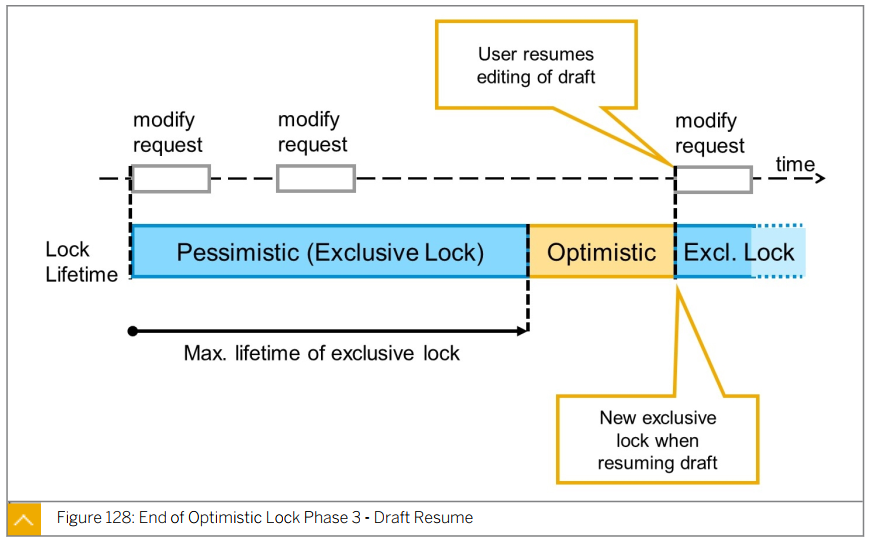 User resumes
editing of draft
modify
request
modify
request
modify
request
time
Lock
Lifetime
Pessimistic (Exclusive Lock)
Optimistic
Excl. Lock
Max. lifetime of exclusive lock
New exclusive
lock when
resuming draft
Figure 128: End of Optimistic Lock Phase 3 - Draft Resume